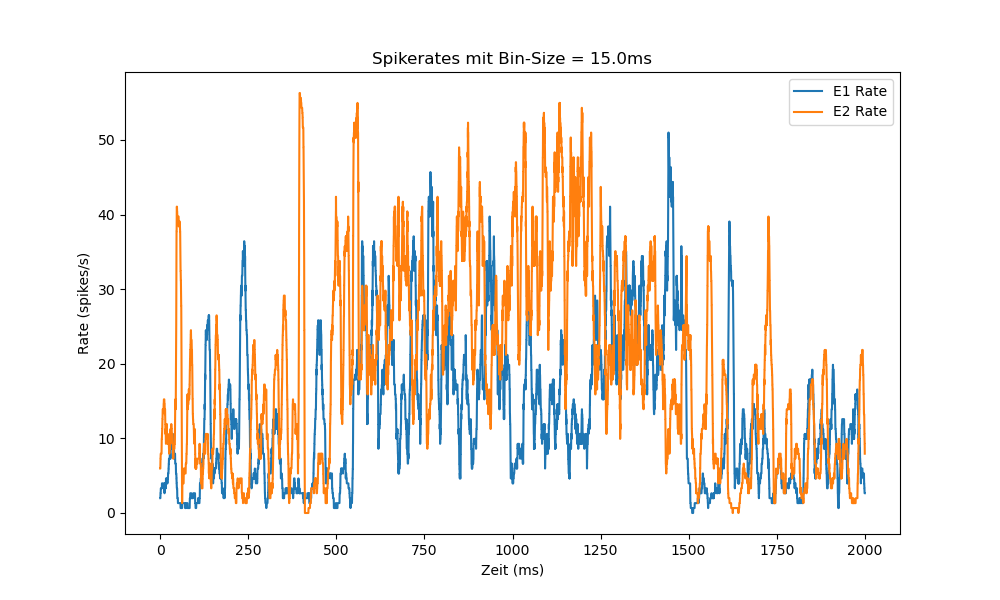 Spikerates mit Bin-Size = 15.0ms
E1 Rate
E2 Rate
Rate (spikes/s)
50
40
30
20
10
0
0 250 500 750 1000 1250 1500 1750 2000
Zeit (ms)